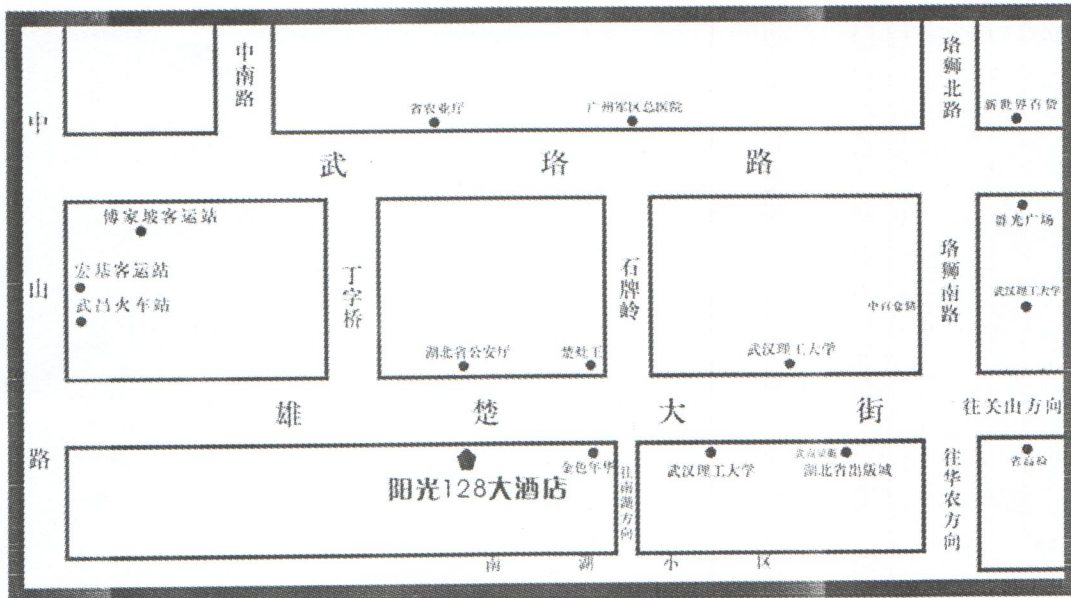 中山路
中南路
珞狮北路
省农业厅
广州军区总医院
新世界百货
武珞路
傅家坡客运站
宏基客运站
武昌火车站
丁字桥
石牌岭
珞狮南路
群光广场
武汉理工大学
中百仓储
湖北省公安厅
楚灶王
武汉理工大学
雄楚大街
往关山方向
阳光128大酒店
金色年华
往南湖方向
武汉理工大学
湖北省出版城
往华农方向
南湖小区